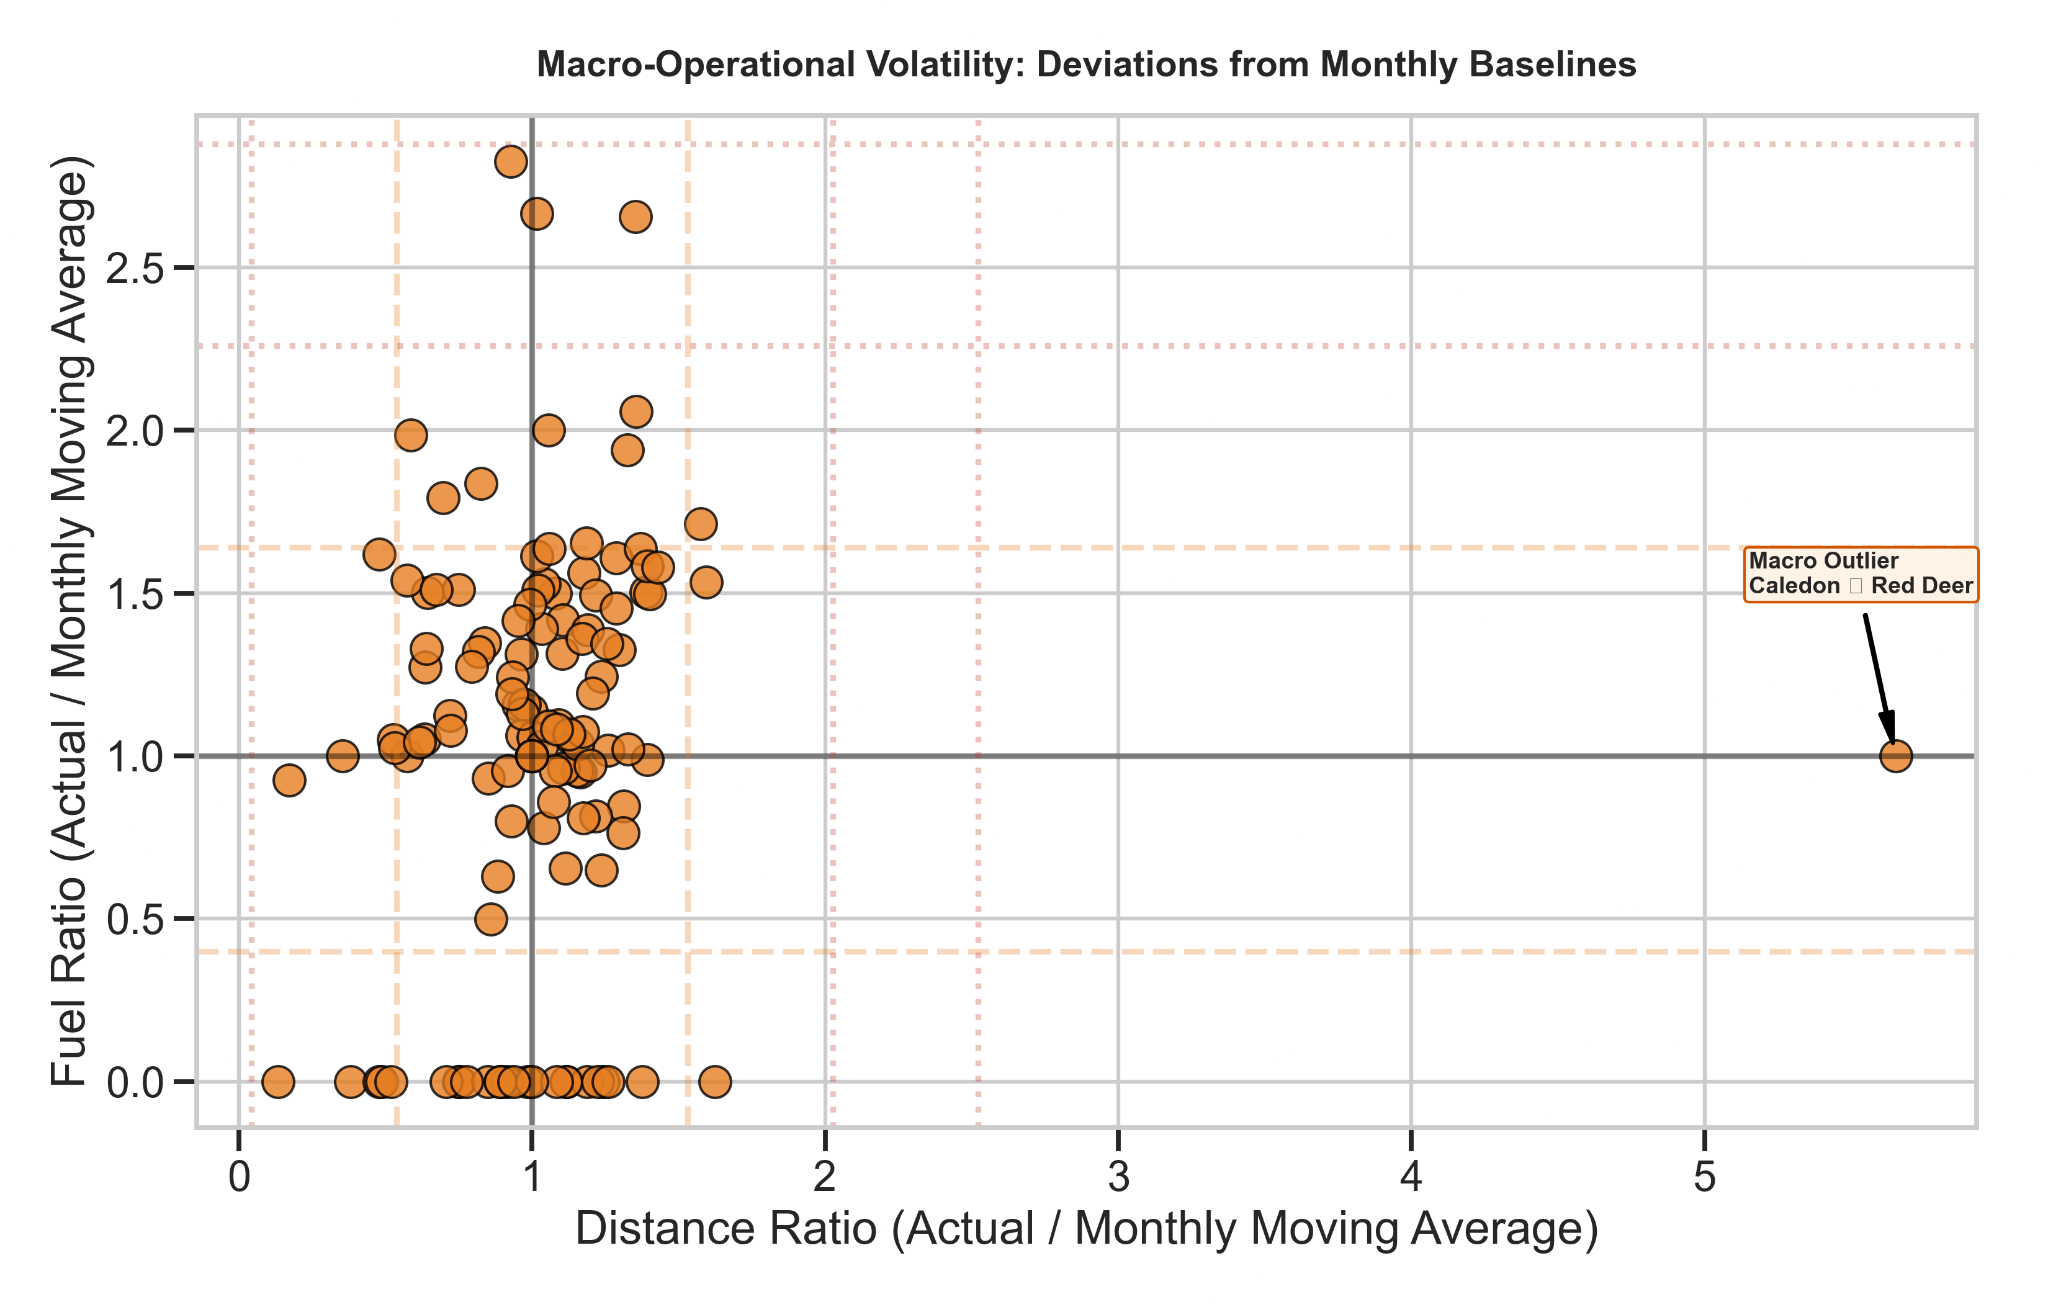 Macro-Operational Volatility: Deviations from Monthly Baselines
Fuel Ratio (Actual / Monthly Moving Average)
2.5
2.0
1.5
1.0
0.5
0.0
Macro Outlier
Caledon □ Red Deer
0 1 2 3 4 5
Distance Ratio (Actual / Monthly Moving Average)